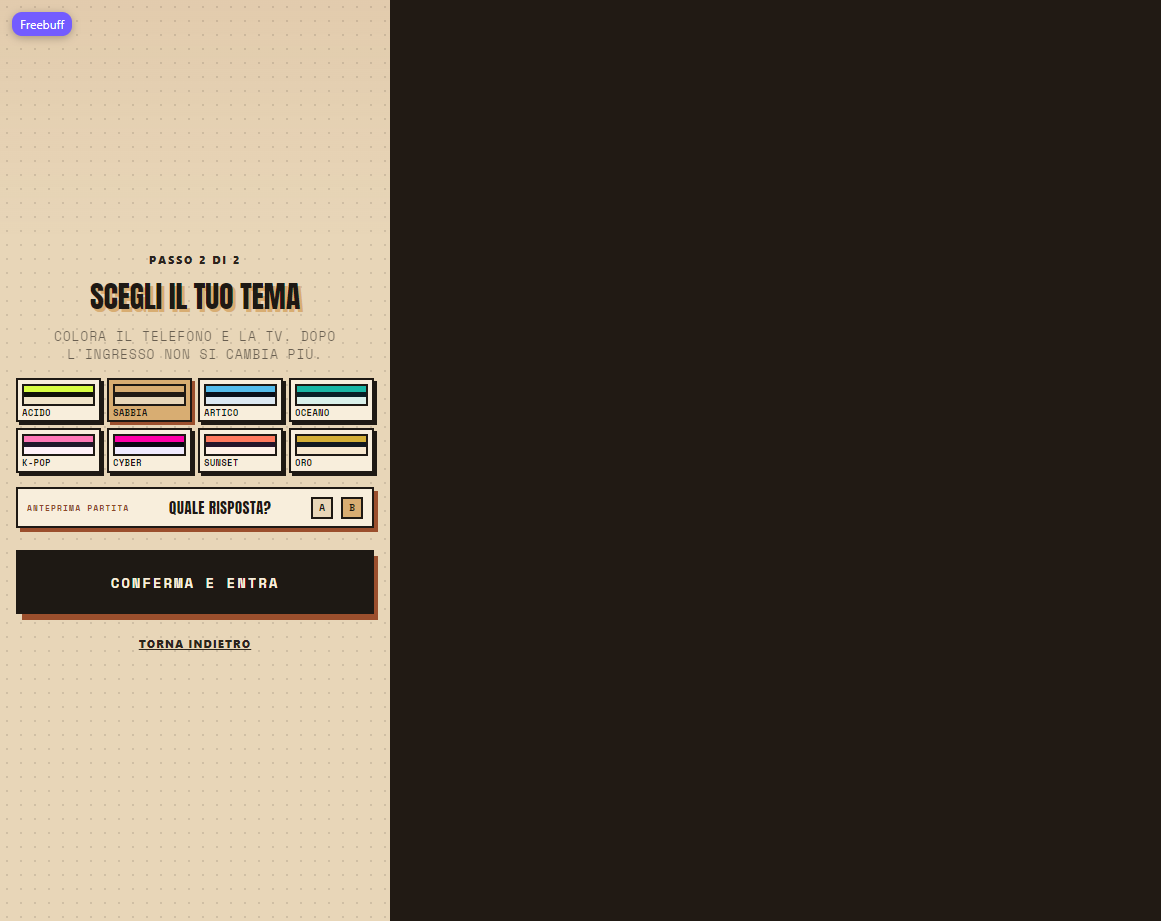 Freebuff
PASSO 2 DI 2
SCEGLI IL TUO TEMA
COLORA IL TELEFONO E LA TV. DOPO
L'INGRESSO NON SI CAMBIA PIÙ.
ACIDO SABBIA ARTICO OCEANO
K-POP CYBER SUNSET ORO
ANTEPRIMA PARTITA QUALE RISPOSTA? A B
CONFERMA E ENTRA
TORNA INDIETRO